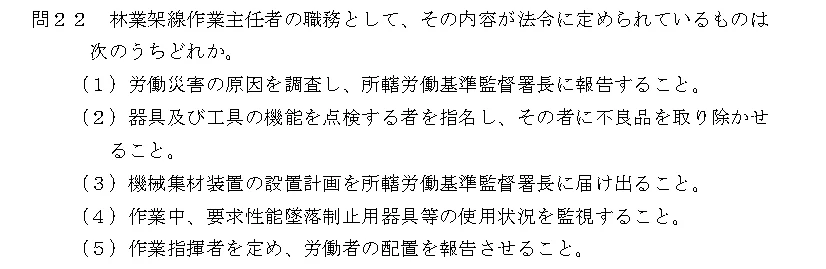 問２２　林業架線作業主任者の職務として、その内容が法令に定められているものは
次のうちどれか。
（１）労働災害の原因を調査し、所轄労働基準監督署長に報告すること。
（２）器具及び工具の機能を点検する者を指名し、その者に不良品を取り除かせ
ること。
（３）機械集材装置の設置計画を所轄労働基準監督署長に届け出ること。
（４）作業中、要求性能墜落制止用器具等の使用状況を監視すること。
（５）作業指揮者を定め、労働者の配置を報告させること。